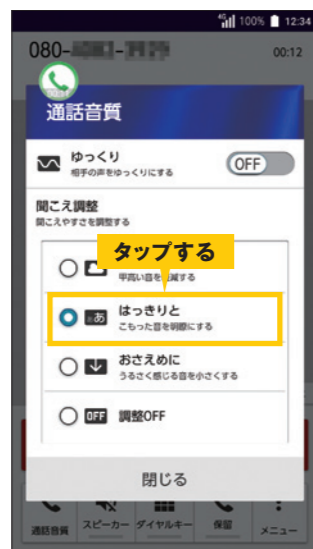 4G 100% 12:34
080-
00:12
通話音質
ゆっくり
相手の声をゆっくりにする
OFF
聞こえ調整
聞こえやすさを調整する
タップする
甲高い音を
減する
はっきりと
あ
こもった音を明瞭にする
おさえめに
うるさく感じる音を小さくする
OFF 調整OFF
閉じる
通話音質 スピーカー ダイヤルキー 保留 メニュー